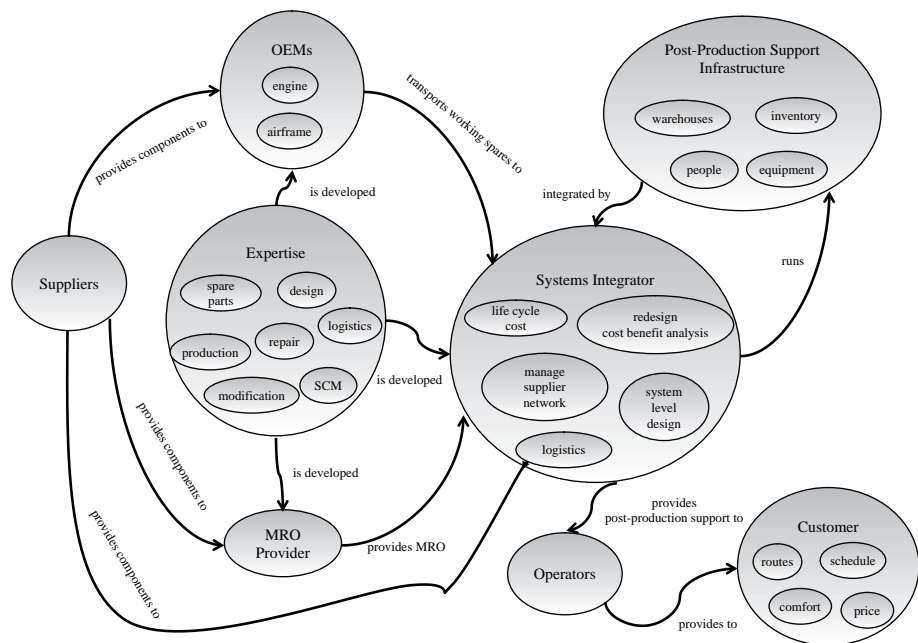 OEMs
engine
airframe
transports working spares to
Post-Production Support
Infrastructure
warehouses
inventory
people
equipment
provides components to
is developed
integrated by
runs
Suppliers
Expertise
spare
parts
design
logistics
repair
production
SCM
modification
is developed
Systems Integrator
life cycle
cost
redesign
cost benefit analysis
manage
supplier
network
system
level
design
logistics
provides components to
is developed
provides components to
MRO
Provider
provides MRO
provides
post-production support to
Operators
Customer
routes
schedule
comfort
price
provides to